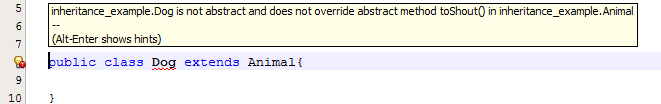 5
inheritance_example.Dog is not abstract and does not override abstract method toShout() in inheritance_example.Animal
6
--
7
(Alt-Enter shows hints)
public class Dog extends Animal{
9
10 }